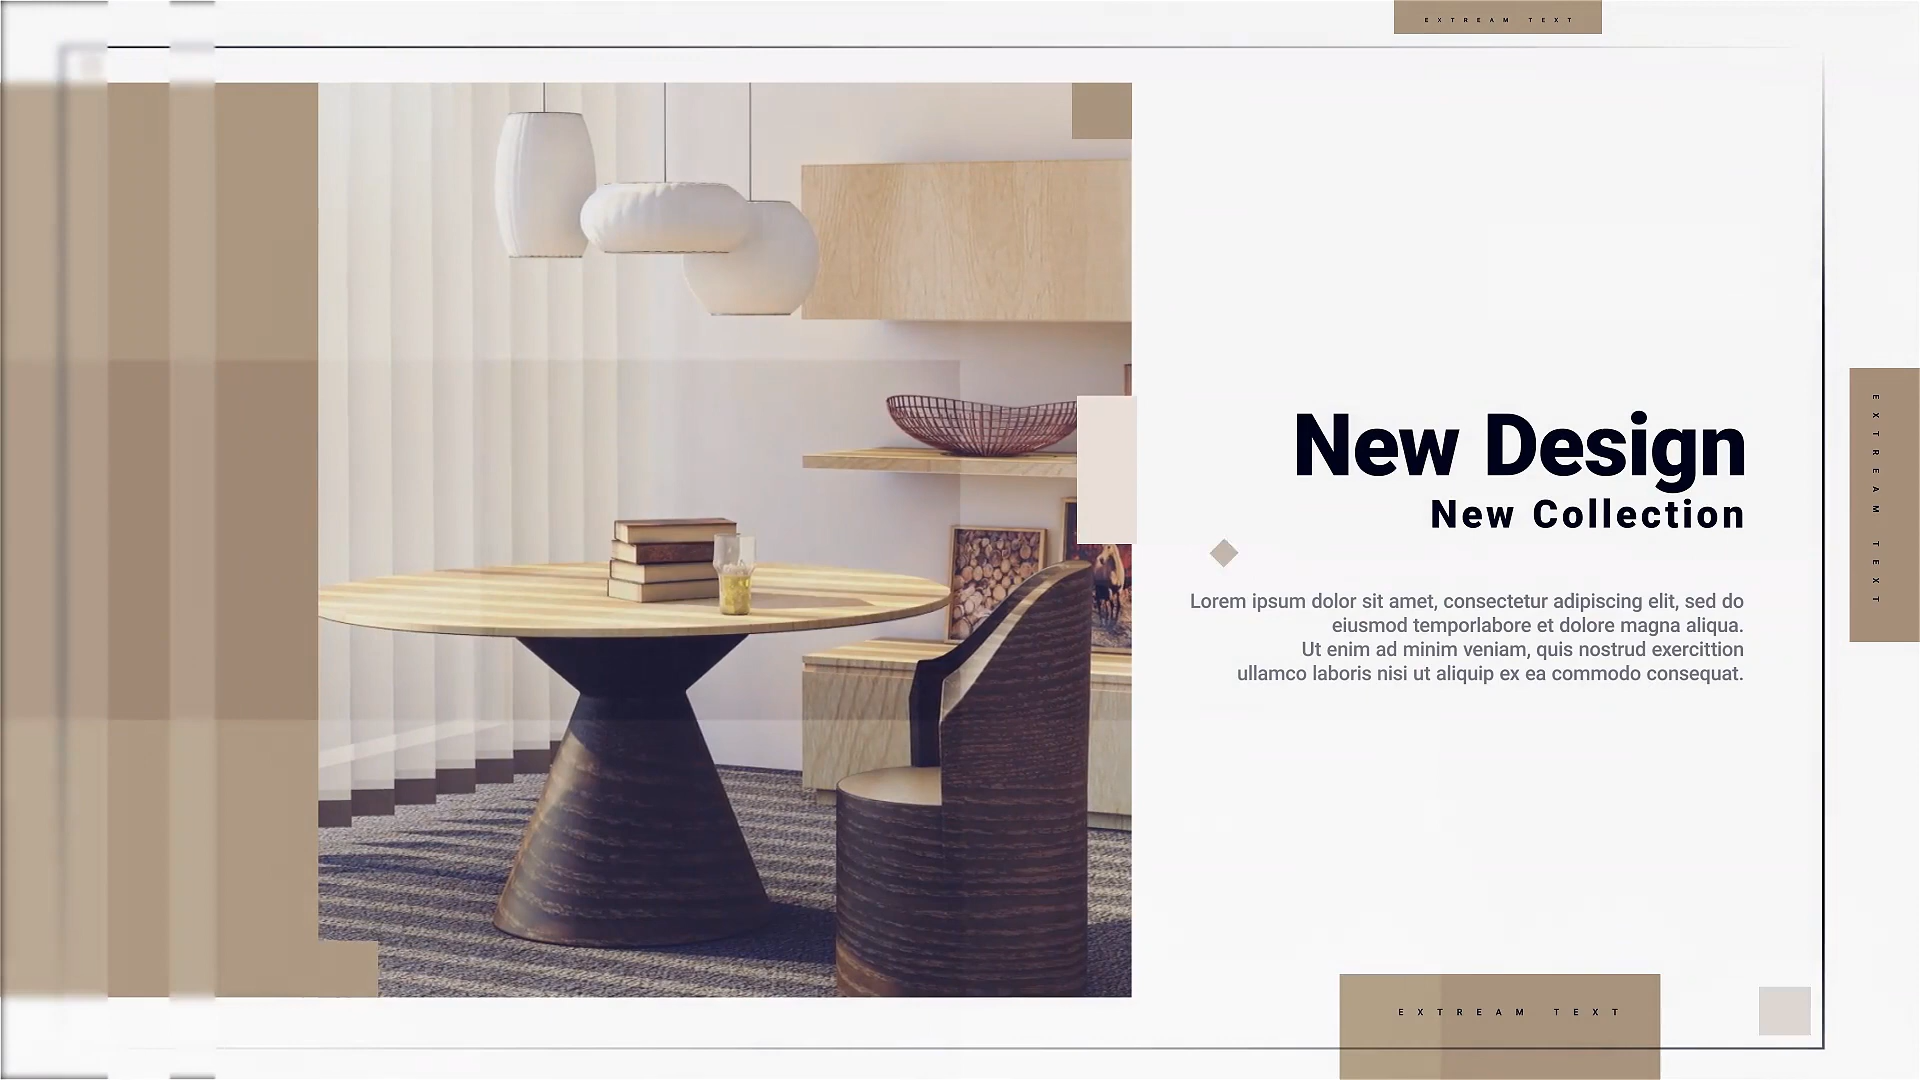 EXTREAM TEXT
New Design
New Collection
Lorem ipsum dolor sit amet, consectetur adipiscing elit, sed do
eiusmod temporlabore et dolore magna aliqua.
Ut enim ad minim veniam, quis nostrud exercittion
ullamco laboris nisi ut aliquip ex ea commodo consequat.
EXTREAM TEXT
EXTREAM TEXT